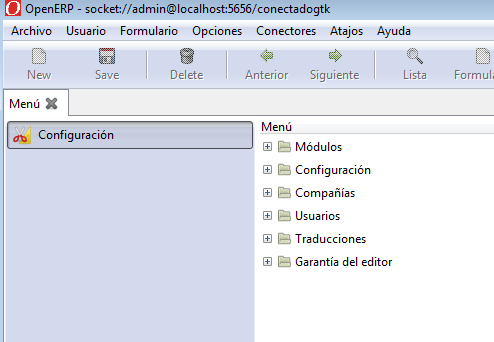 OpenERP - socket://admin@localhost:5656/conectadogtk
Archivo Usuario Formulario Opciones Conectores Atajos Ayuda
New Save Delete Anterior Siguiente Lista Formula
Menú
Configuración
Menú
Módulos
Configuración
Compañías
Usuarios
Traducciones
Garantía del editor